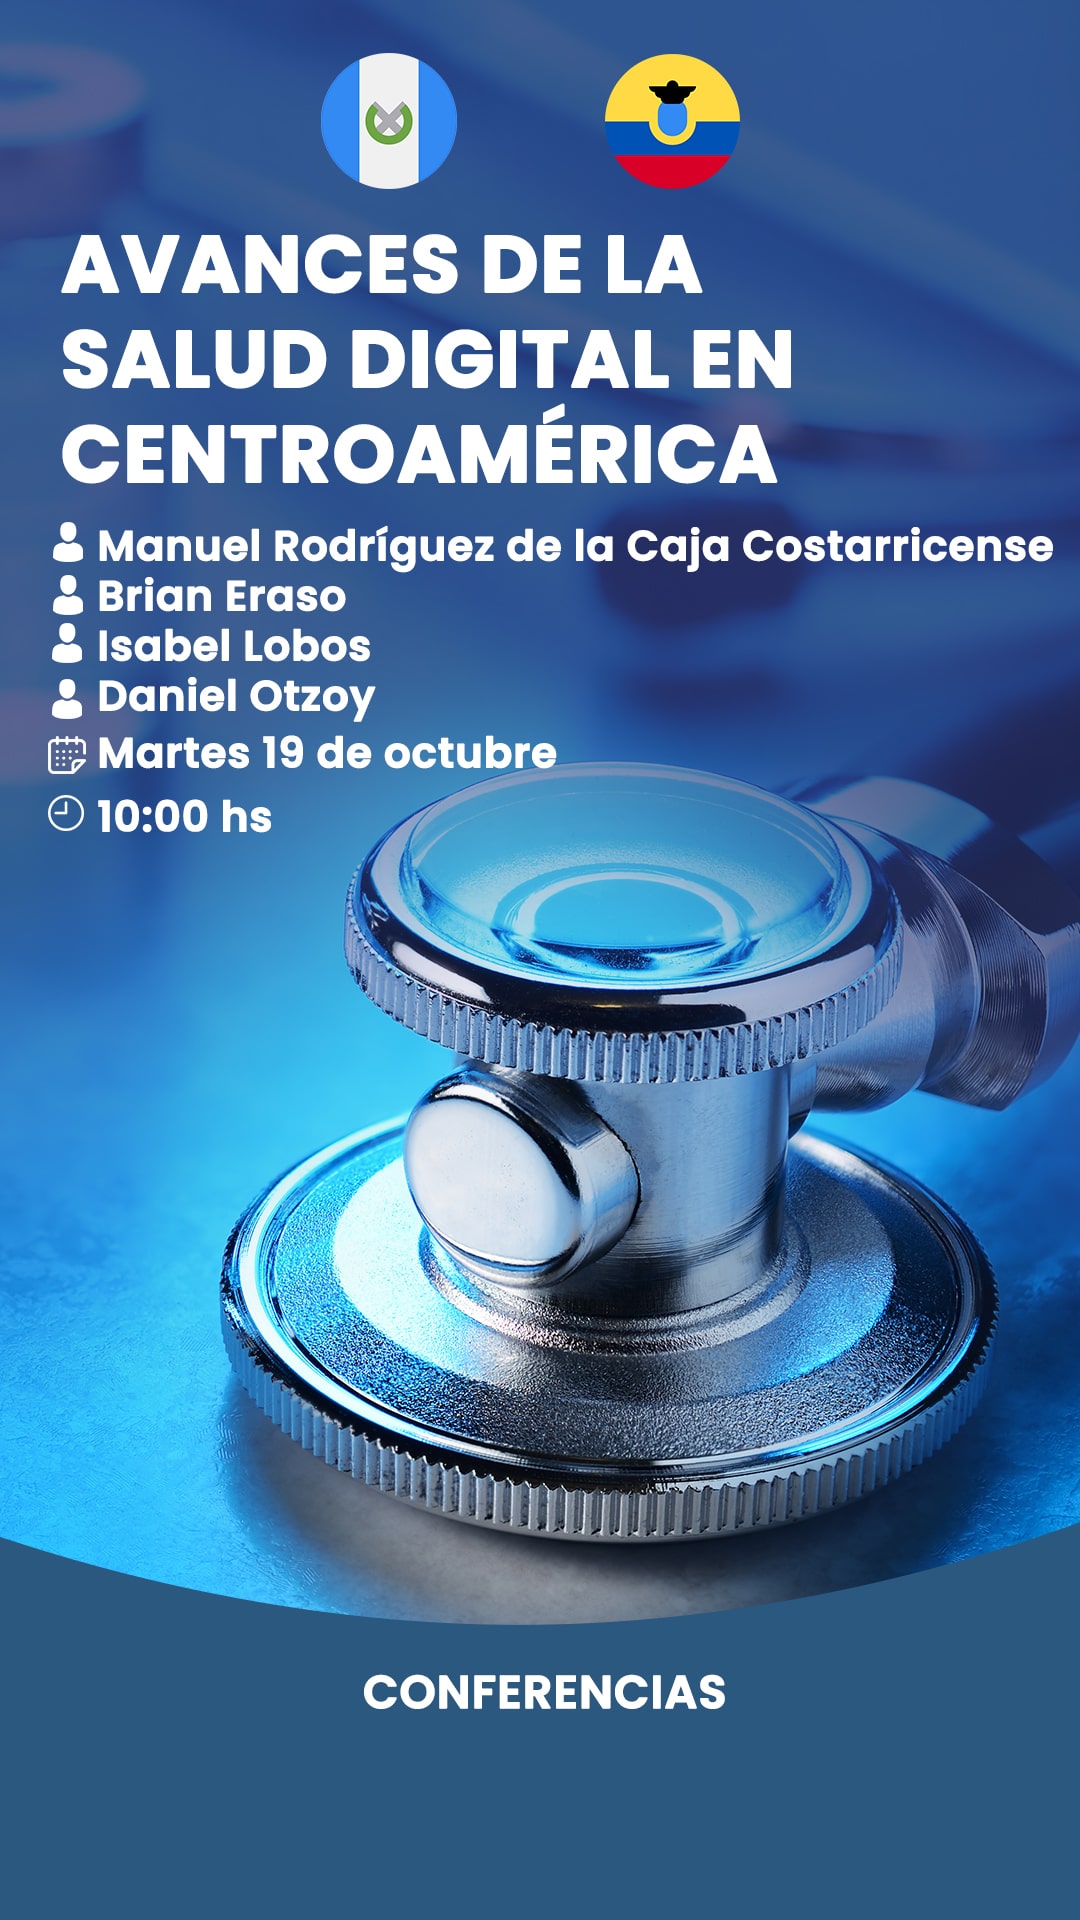 AVANCES DE LA
SALUD DIGITAL EN
CENTROAMÉRICA
Manuel Rodríguez de la Caja Costarricense
Brian Eraso
Isabel Lobos
Daniel Otzoy
Martes 19 de octubre
10:00 hs
CONFERENCIAS